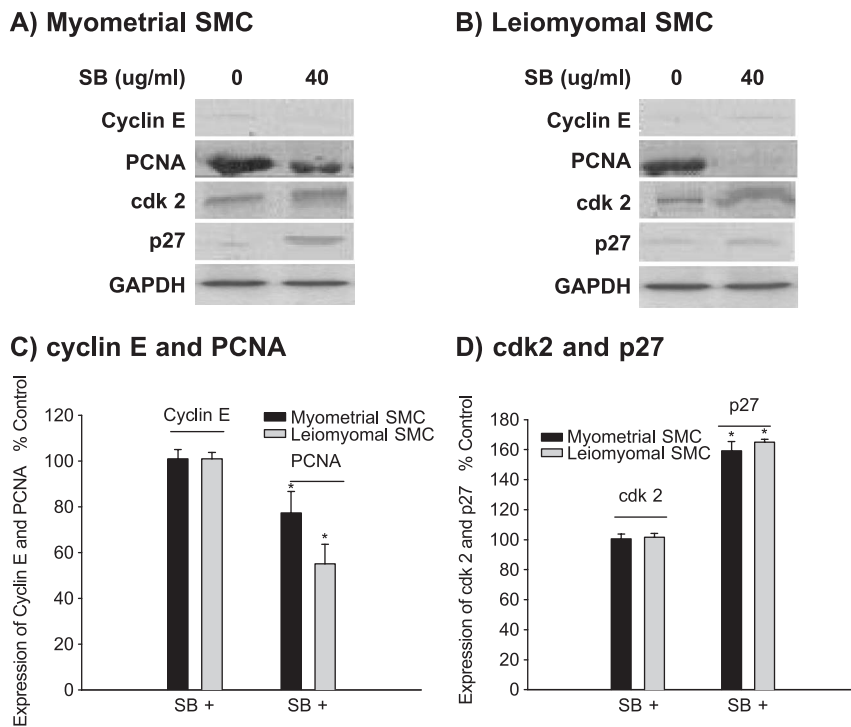 A) Myometrial SMC
SB (ug/ml) 0 40
Cyclin E
PCNA
cdk 2
p27
GAPDH
B) Leiomyomal SMC
SB (ug/ml) 0 40
Cyclin E
PCNA
cdk 2
p27
GAPDH
C) cyclin E and PCNA
Expression of Cyclin E and PCNA % Control
120
100
80
60
40
20
0
Cyclin E
Myometrial SMC
Leiomyomal SMC
PCNA
*
*
SB + SB +
D) cdk2 and p27
Expression of cdk 2 and p27 % Control
180
160
140
120
100
80
60
40
20
0
Myometrial SMC
Leiomyomal SMC
cdk 2
p27
* *
SB + SB +